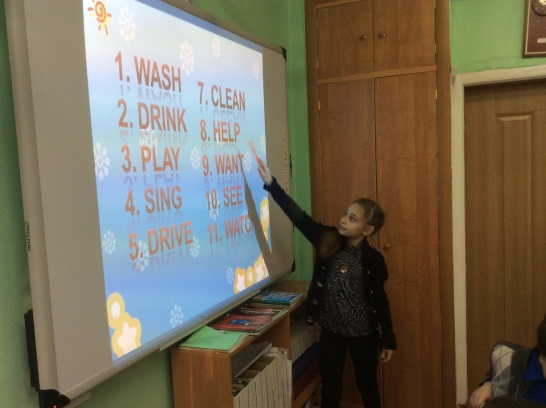 1. WASH
2. DRINK
3. PLAY
4. SING
5. DRIVE
7. CLEAN
8. HELP
9. WANT
10. SEE
11. WATCH